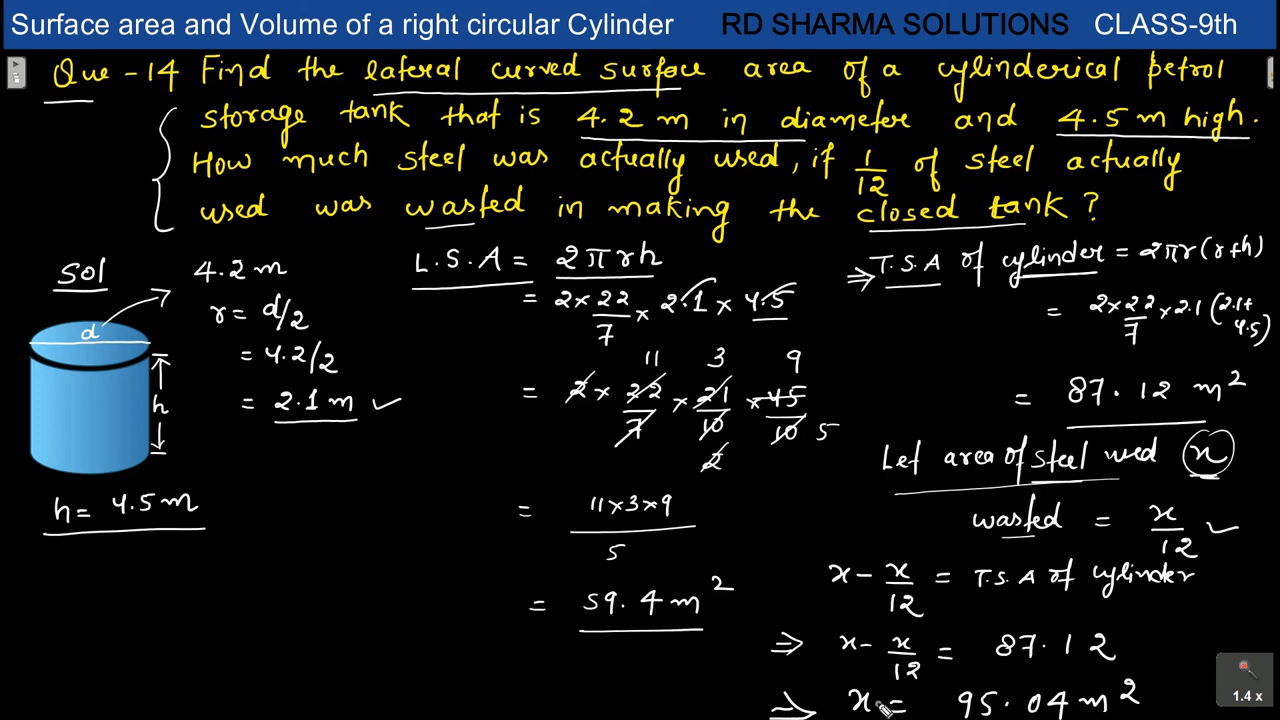 Surface area and Volume of a right circular Cylinder RD SHARMA SOLUTIONS CLASS-9th
Que-14 Find the lateral curved surface area of a cylinderical petrol
storage tank that is 4.2 m in diameter and 4.5 m high.
How much steel was actually used, if 1/12 of steel actually
used was wasted in making the closed tank?
Sol
4.2 m
d
r = d/2
= 4.2/2
= 2.1 m ✓
h
h = 4.5 m
L.S.A = 2πrh
= 2 × 22/7 × 2.1 × 4.5
11 3 9
= 2 × 22/7 × 21/10 × 45/10
2 5
= 11×3×9/5
= 59.4 m²
⇒ T.S.A of cylinder = 2πr(r+h)
= 2×22/7 × 2.1 (2.1+4.5)
= 87.12 m²
Let area of steel used x
wasted = x/12 ✓
x - x/12 = T.S.A of cylinder
⇒ x - x/12 = 87.12
⇒ x = 95.04 m²
1.4 x